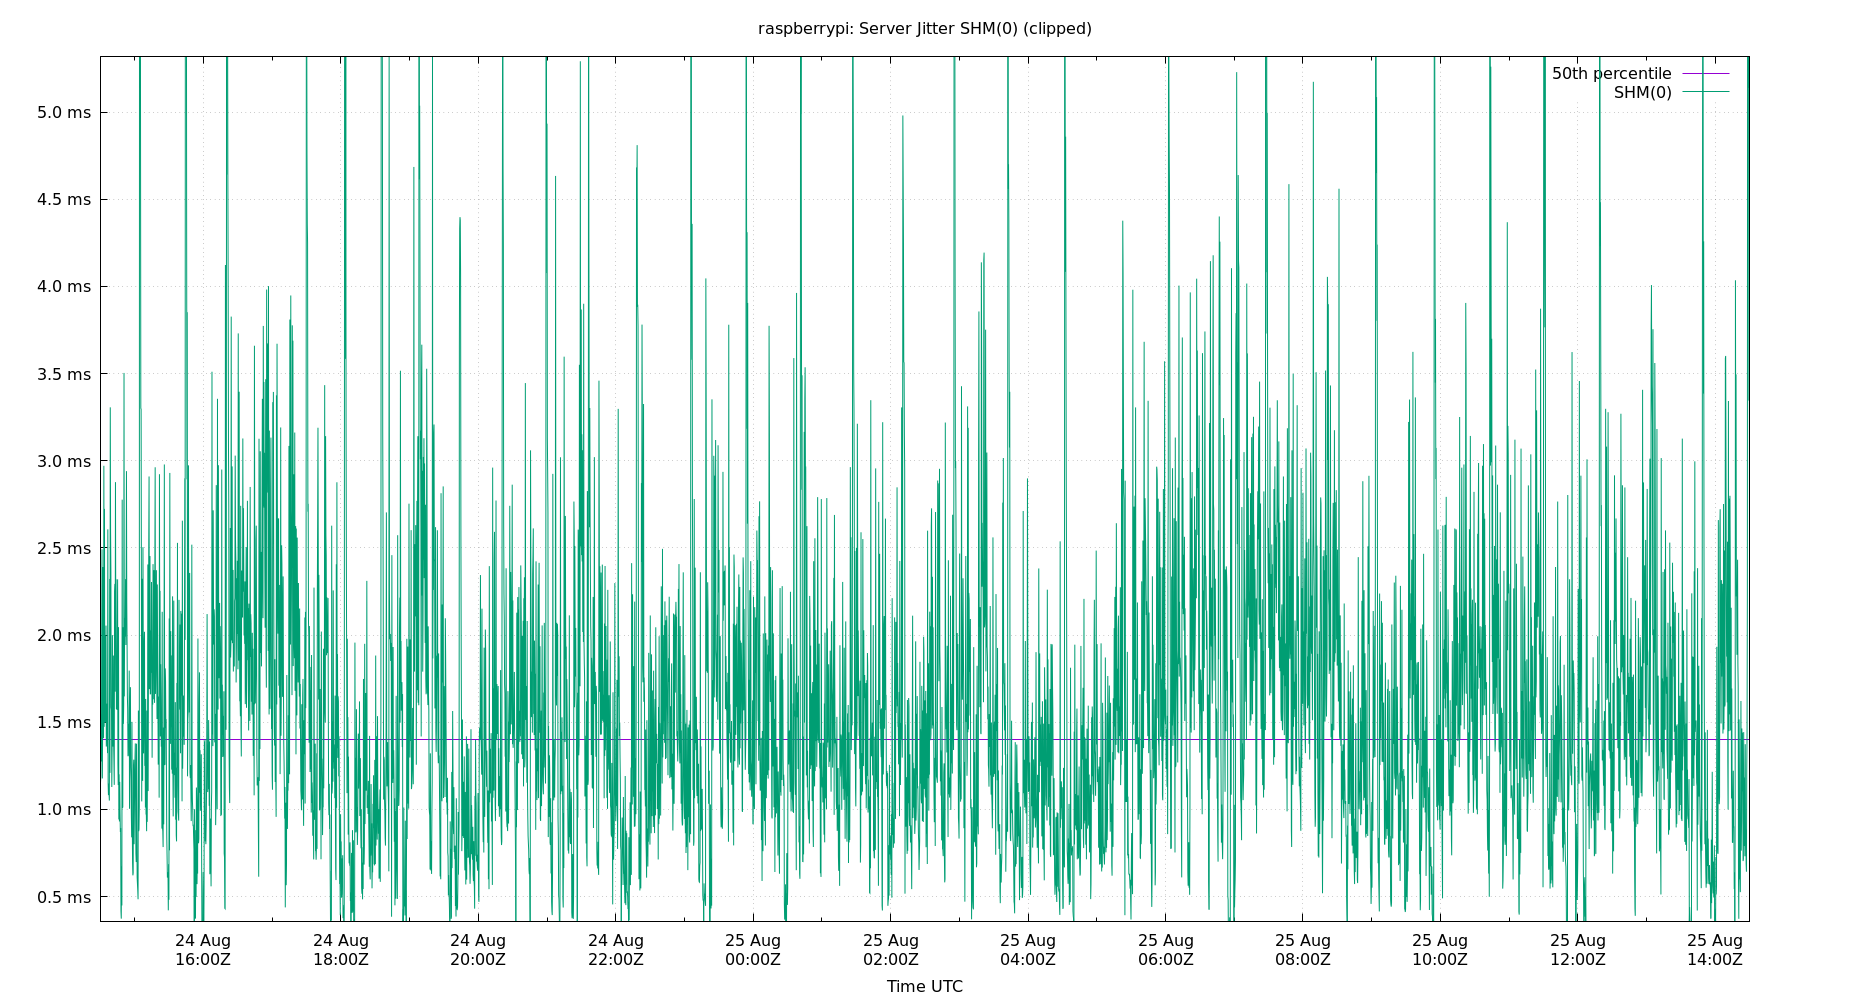 raspberrypi: Server Jitter SHM(0) (clipped)
50th percentile
SHM(0)
5.0 ms
4.5 ms
4.0 ms
3.5 ms
3.0 ms
2.5 ms
2.0 ms
1.5 ms
1.0 ms
0.5 ms
24 Aug 24 Aug 24 Aug 24 Aug 25 Aug 25 Aug 25 Aug 25 Aug 25 Aug 25 Aug 25 Aug 25 Aug
16:00Z 18:00Z 20:00Z 22:00Z 00:00Z 02:00Z 04:00Z 06:00Z 08:00Z 10:00Z 12:00Z 14:00Z
Time UTC